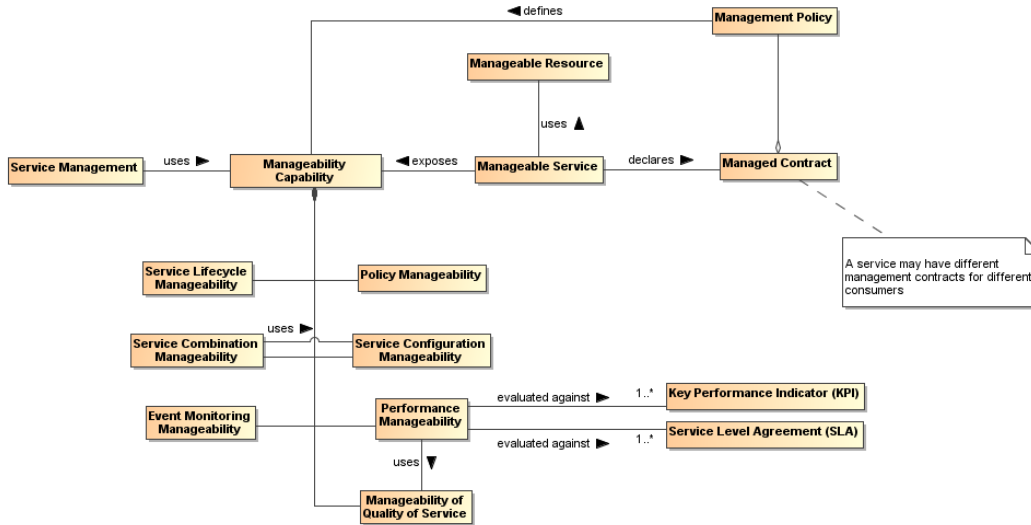 defines
Management Policy
Manageable Resource
uses
Service Management
uses
Manageability
Capability
exposes
Manageable Service
declares
Managed Contract
A service may have different
management contracts for different
consumers
Service Lifecycle
Manageability
Policy Manageability
uses
Service Combination
Manageability
Service Configuration
Manageability
Event Monitoring
Manageability
Performance
Manageability
evaluated against
1..*
Key Performance Indicator (KPI)
evaluated against
1..*
Service Level Agreement (SLA)
uses
Manageability of
Quality of Service